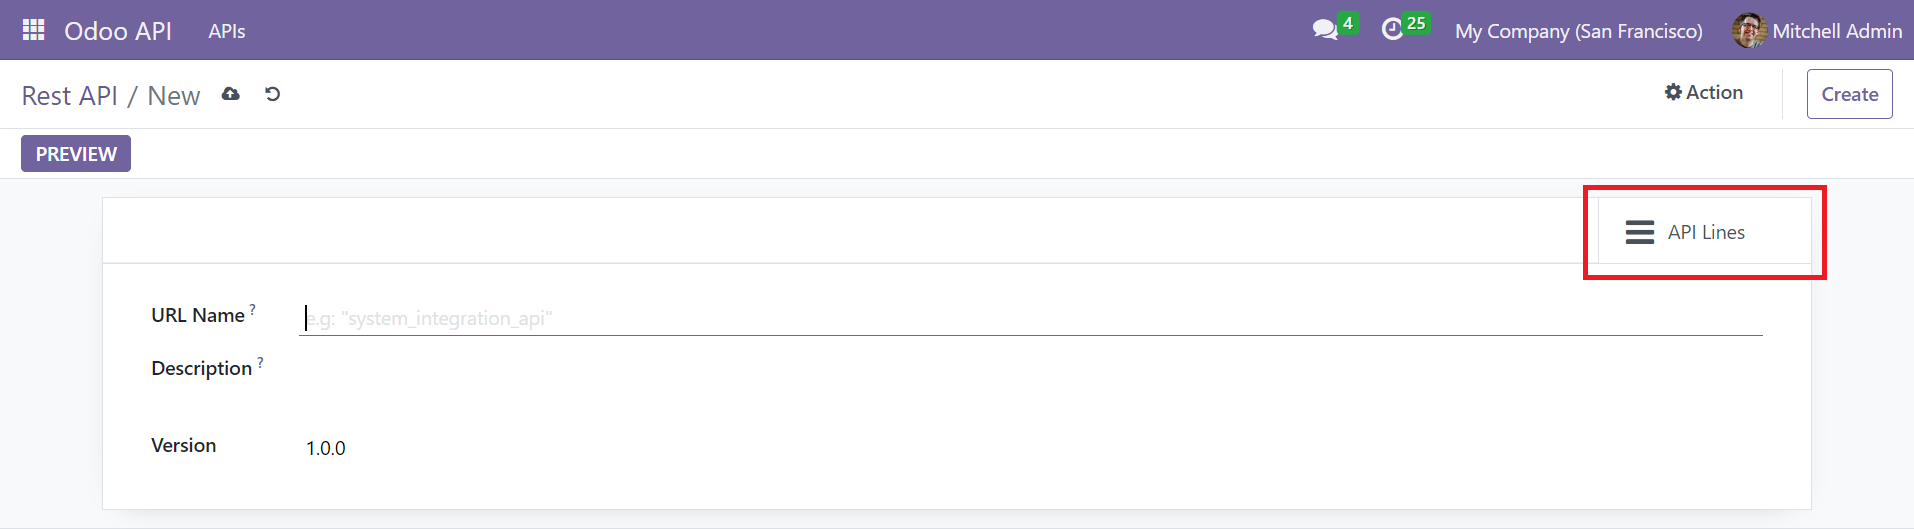 Odoo API APIs 4 25 My Company (San Francisco) Mitchell Admin
Rest API / New Action Create
PREVIEW
API Lines
URL Name ? e.g: "system_integration_api"
Description ?
Version 1.0.0